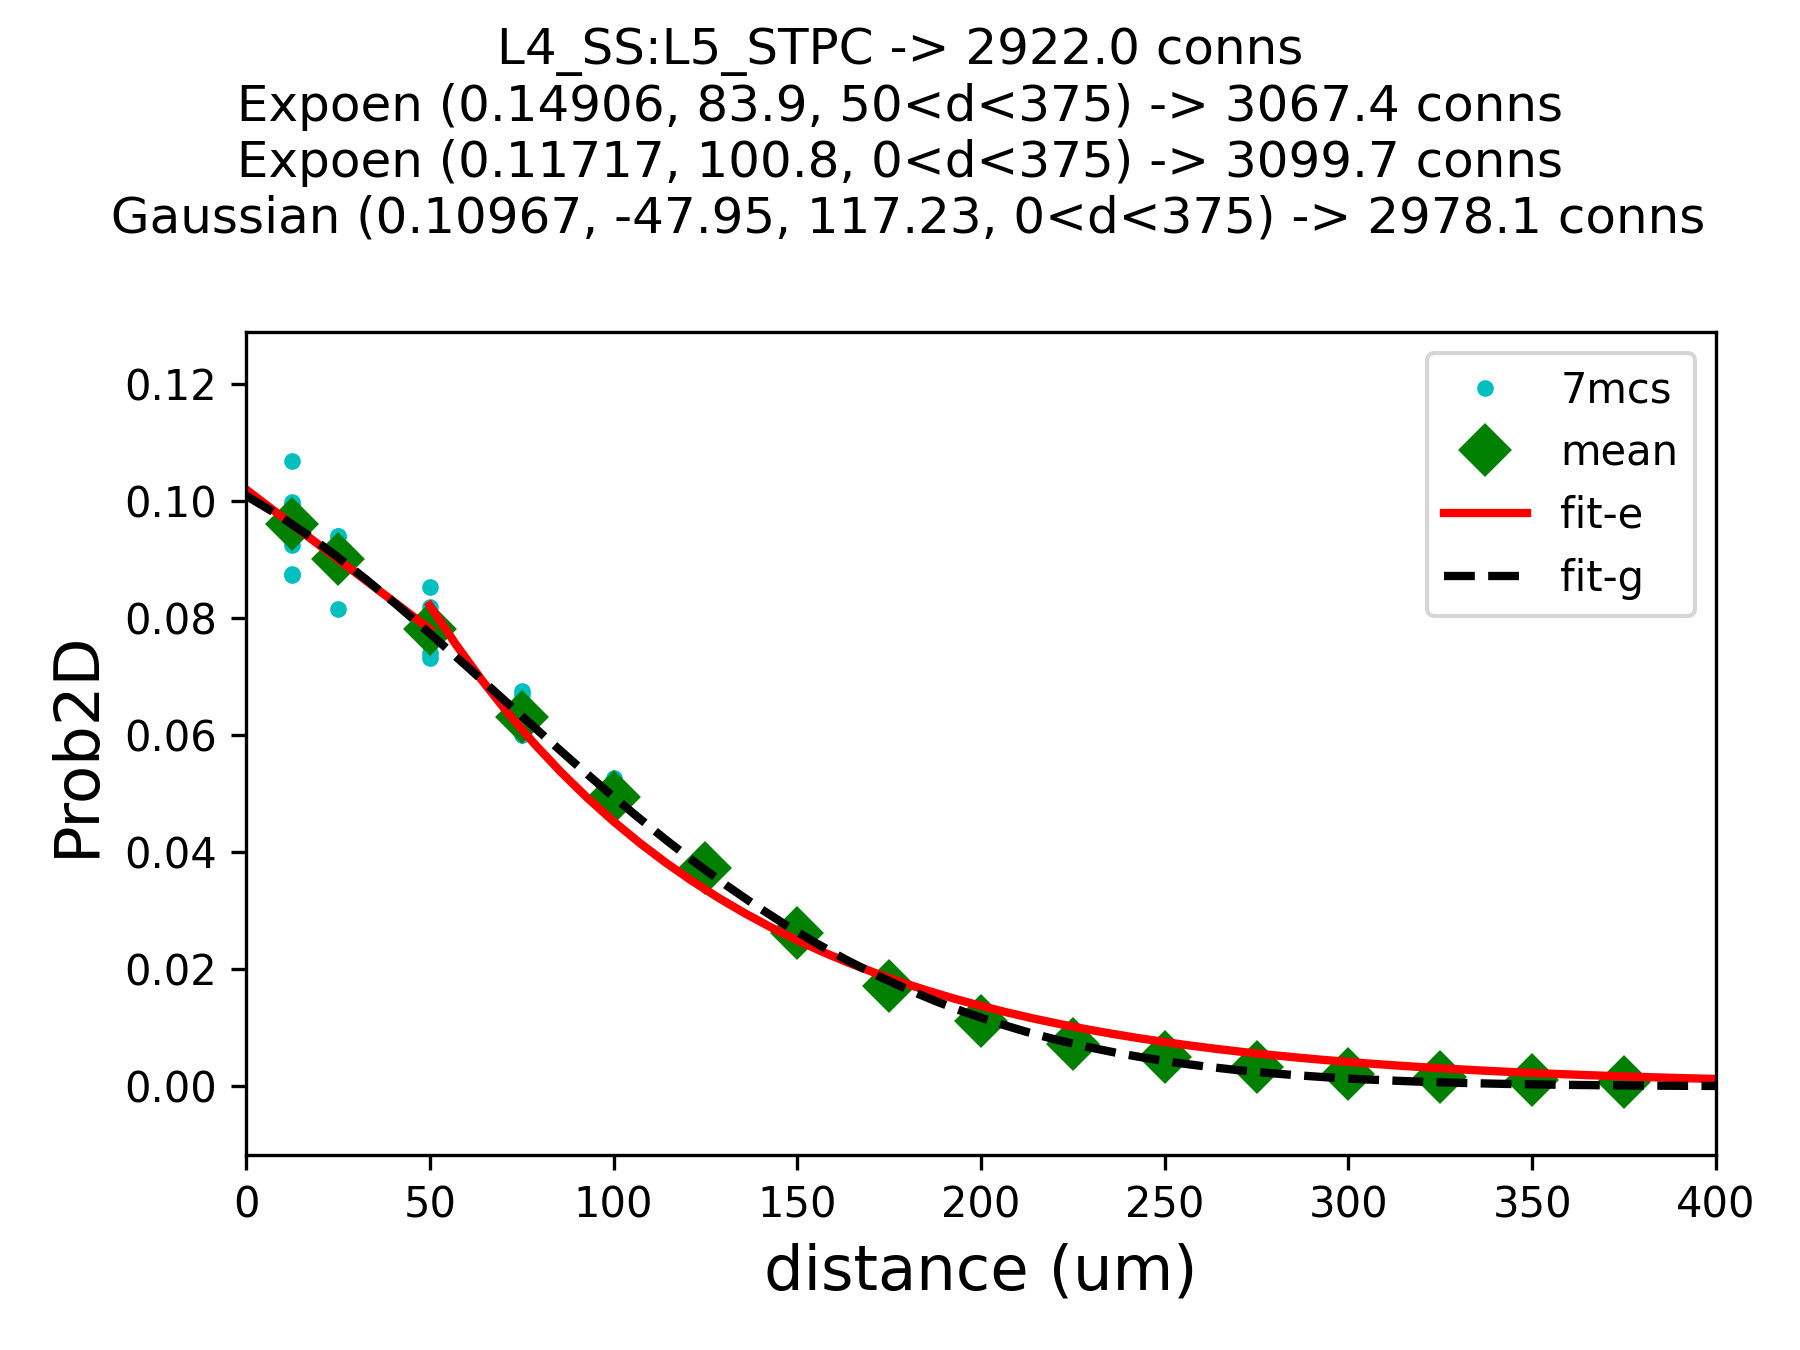 L4_SS:L5_STPC -> 2922.0 conns
Expoen (0.14906, 83.9, 50<d<375) -> 3067.4 conns
Expoen (0.11717, 100.8, 0<d<375) -> 3099.7 conns
Gaussian (0.10967, -47.95, 117.23, 0<d<375) -> 2978.1 conns
7mcs
mean
fit-e
fit-g
Prob2D
0.12
0.10
0.08
0.06
0.04
0.02
0.00
0 50 100 150 200 250 300 350 400
distance (um)